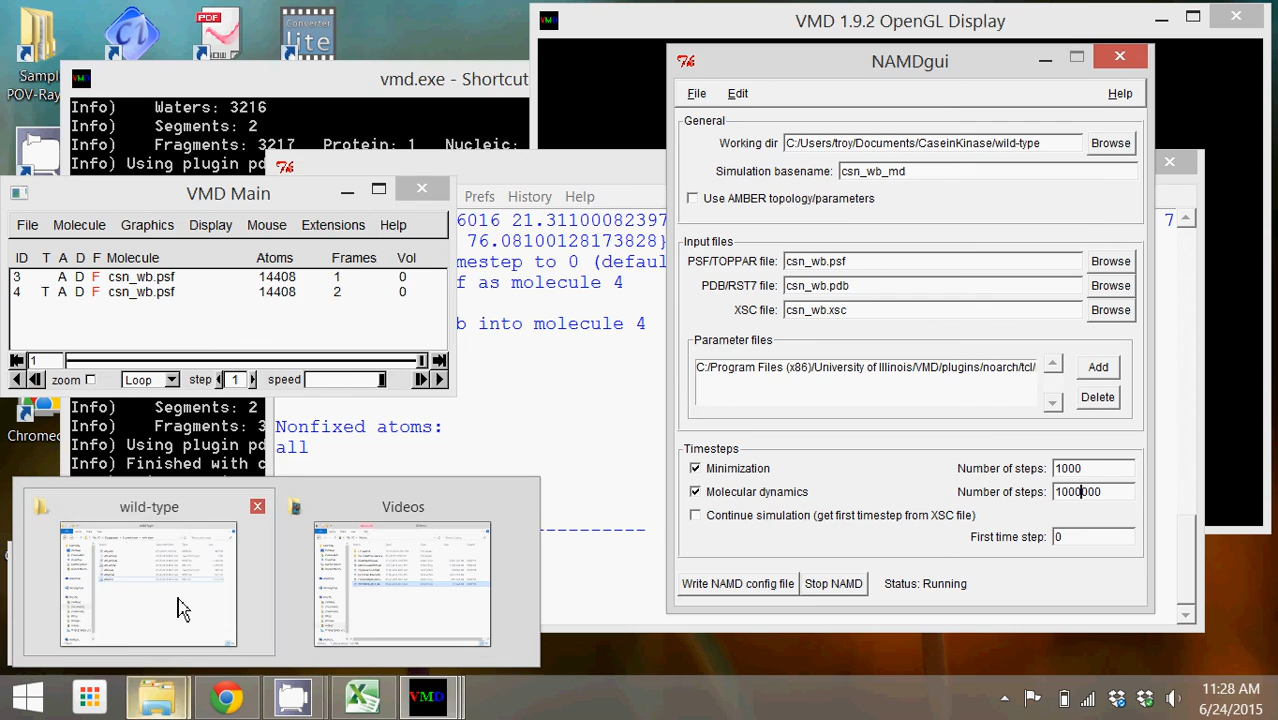 Sampl
POV-Ray
PDF
Now
Converter
lite
Chromec
VMD 1.9.2 OpenGL Display
vmd.exe - Shortcut
Info)    Waters: 3216
Info)    Segments: 2
Info)    Fragments: 3217   Protein: 1   Nucleic:
Info) Using plugin pd
Prefs
History
Help
6016 21.31100082397
7
76.08100128173828}
mestep to 0 (defau
f as molecule 4
b into molecule 4
Nonfixed atoms:
all
Segments: 2
Info)    Fragments: 3
Info) Using plugin pd
Info) Finished with c
VMD Main
File
Molecule
Graphics
Display
Mouse
Extensions
Help
ID T A D F Molecule Atoms Frames Vol
3 A D F csn_wb.psf 14408 1 0
4 T A D F csn_wb.psf 14408 2 0
1
zoom
Loop
step
1
speed
NAMDgui
File
Edit
Help
General
Working dir C:/Users/troy/Documents/CaseinKinase/wild-type Browse
Simulation basename: csn_wb_md
Use AMBER topology/parameters
Input files
PSF/TOPPAR file: csn_wb.psf Browse
PDB/RST7 file: csn_wb.pdb Browse
XSC file: csn_wb.xsc Browse
Parameter files
C:/Program Files (x86)/University of Illinois/VMD/plugins/noarch/tcl/
Add
Delete
Timesteps
Minimization Number of steps: 1000
Molecular dynamics Number of steps: 1000000
Continue simulation (get first timestep from XSC file)
First time step: 0
Write NAMD config file Stop NAMD Status: Running
wild-type
Videos
VMD
11:28 AM
6/24/2015